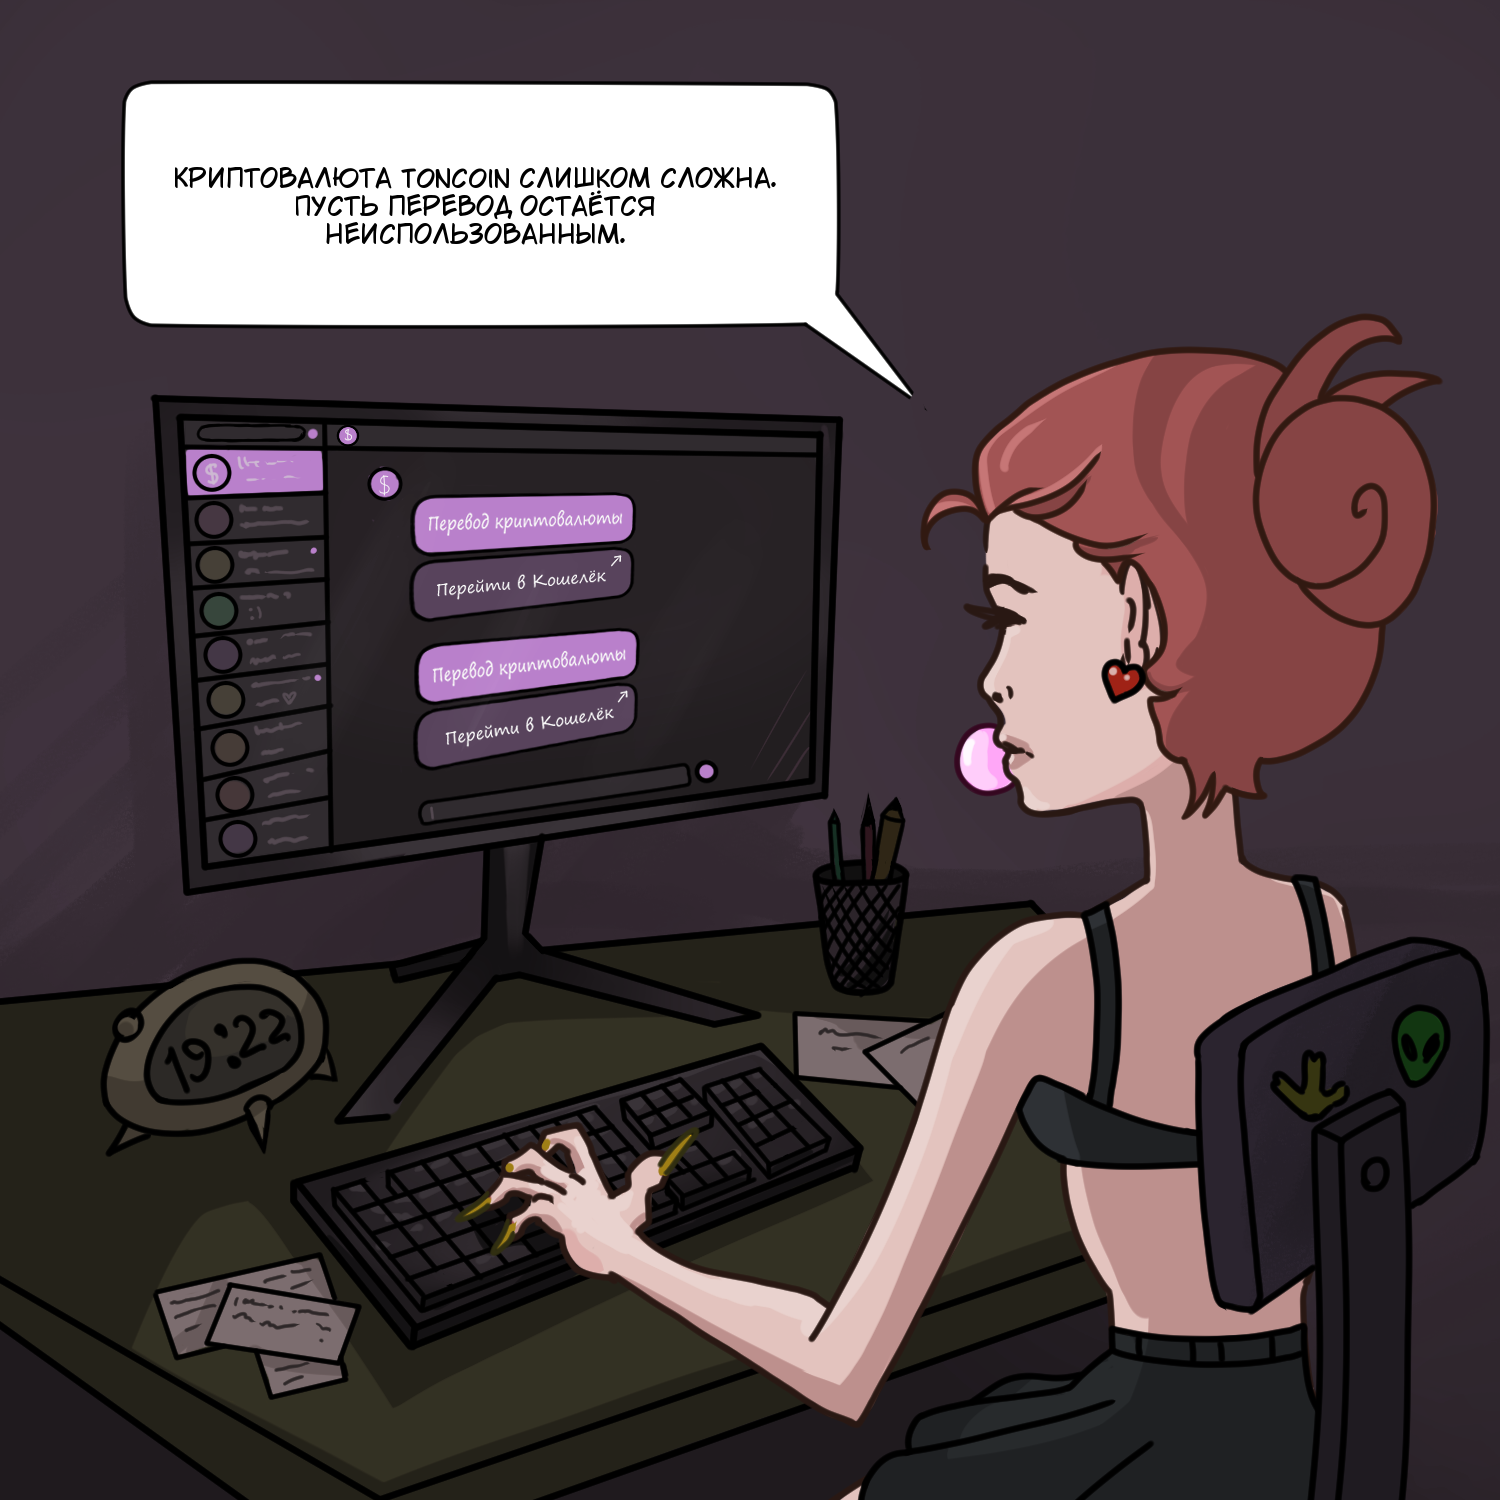 КРИПТОВАЛЮТА TONCOIN СЛИШКОМ СЛОЖНА.
ПУСТЬ ПЕРЕВОД ОСТАЁТСЯ
НЕИСПОЛЬЗОВАННЫМ.
$
$
$
Перевод криптовалюты
Перейти в Кошелёк
:)
Перевод криптовалюты
Перейти в Кошелёк
19:22